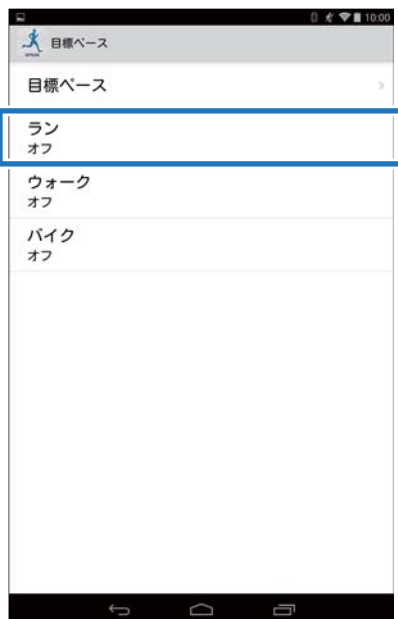 10:00
目標ペース
目標ペース
ラン
オフ
ウォーク
オフ
バイク
オフ